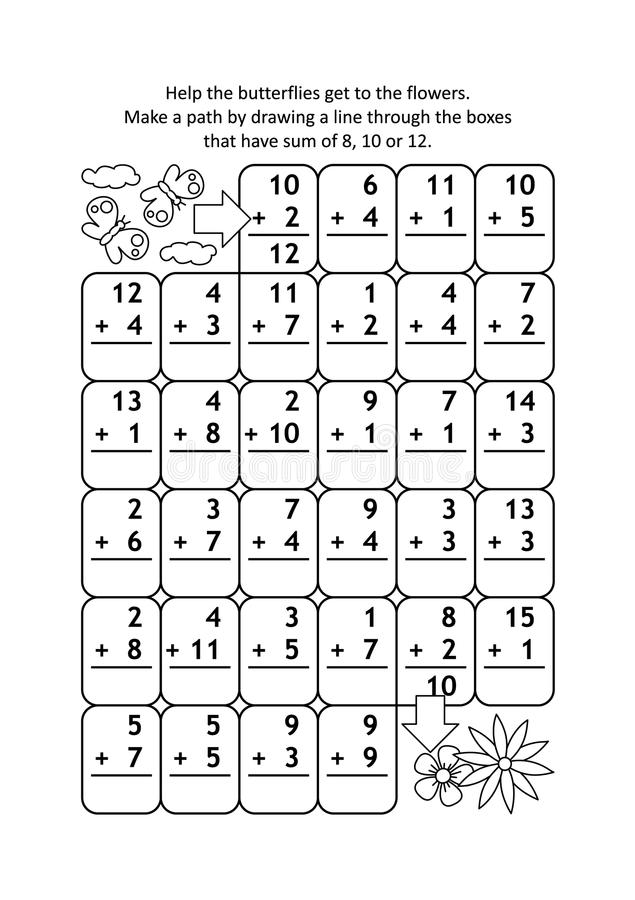 Help the butterflies get to the flowers.
Make a path by drawing a line through the boxes
that have sum of 8, 10 or 12.
10 6 11 10
+ 2 + 4 + 1 + 5
12
12 4 11 1 4 7
+ 4 + 3 + 7 + 2 + 4 + 2
13 4 2 9 7 14
+ 1 + 8 + 10 + 1 + 1 + 3
dreamstime.com
2 3 7 9 3 13
+ 6 + 7 + 4 + 4 + 3 + 3
2 4 3 1 8 15
+ 8 + 11 + 5 + 7 + 2 + 1
10
5 5 9 9
+ 7 + 5 + 3 + 9